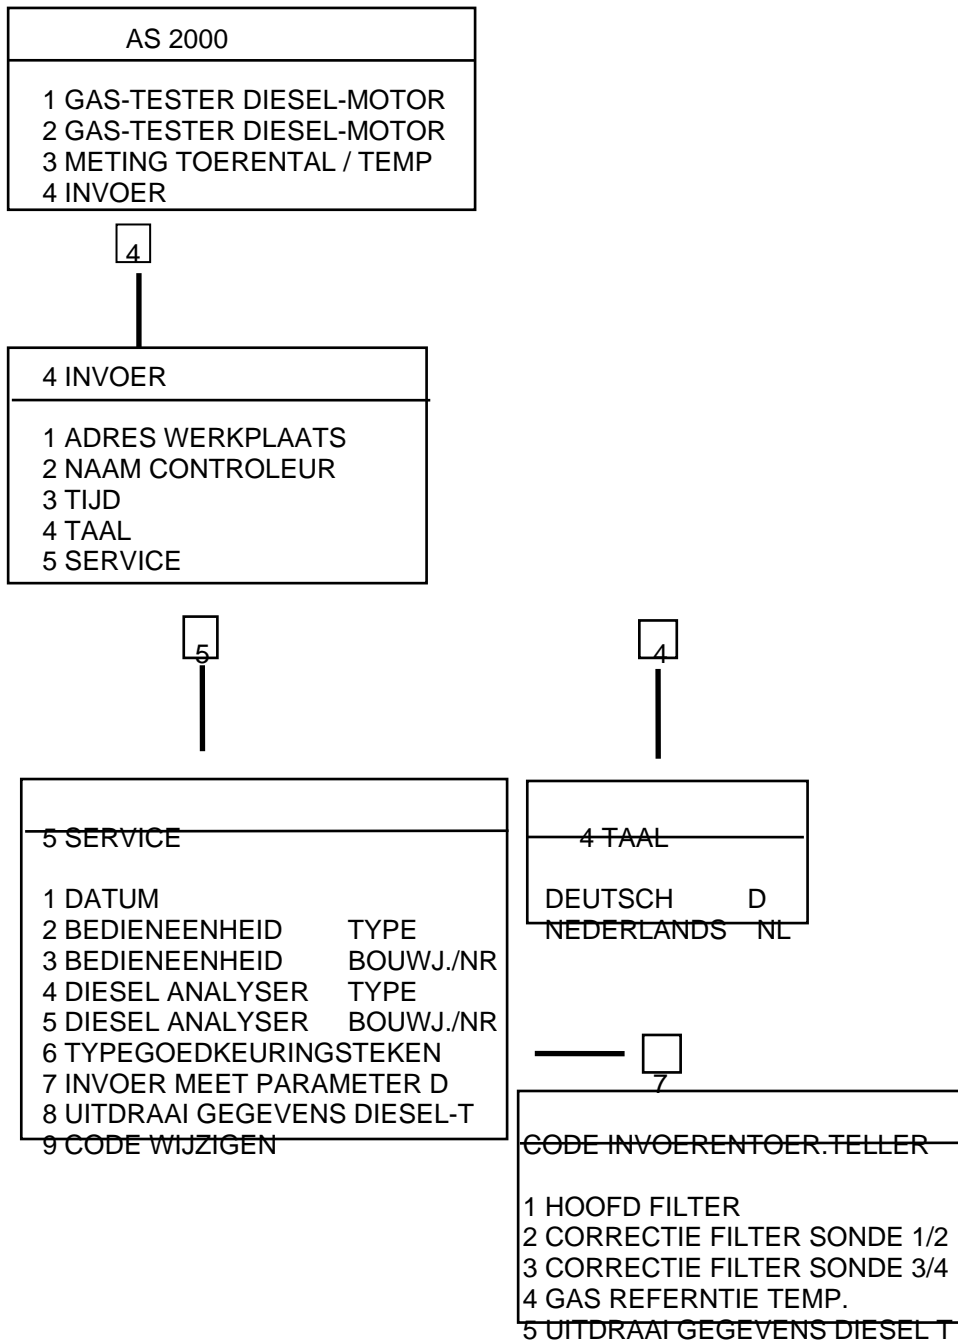 AS 2000
1 GAS-TESTER DIESEL-MOTOR
2 GAS-TESTER DIESEL-MOTOR
3 METING TOERENTAL / TEMP
4 INVOER
4
4 INVOER
1 ADRES WERKPLAATS
2 NAAM CONTROLEUR
3 TIJD
4 TAAL
5 SERVICE
5
4
5 SERVICE
1 DATUM
2 BEDIENEENHEID TYPE
3 BEDIENEENHEID BOUWJ./NR
4 DIESEL ANALYSER TYPE
5 DIESEL ANALYSER BOUWJ./NR
6 TYPEGOEDKEURINGSTEKEN
7 INVOER MEET PARAMETER D
8 UITDRAAI GEGEVENS DIESEL-T
9 CODE WIJZIGEN
4 TAAL
DEUTSCH D
NEDERLANDS NL
7
CODE INVOERENTOER.TELLER
1 HOOFD FILTER
2 CORRECTIE FILTER SONDE 1/2
3 CORRECTIE FILTER SONDE 3/4
4 GAS REFERNTIE TEMP.
5 UITDRAAI GEGEVENS DIESEL T